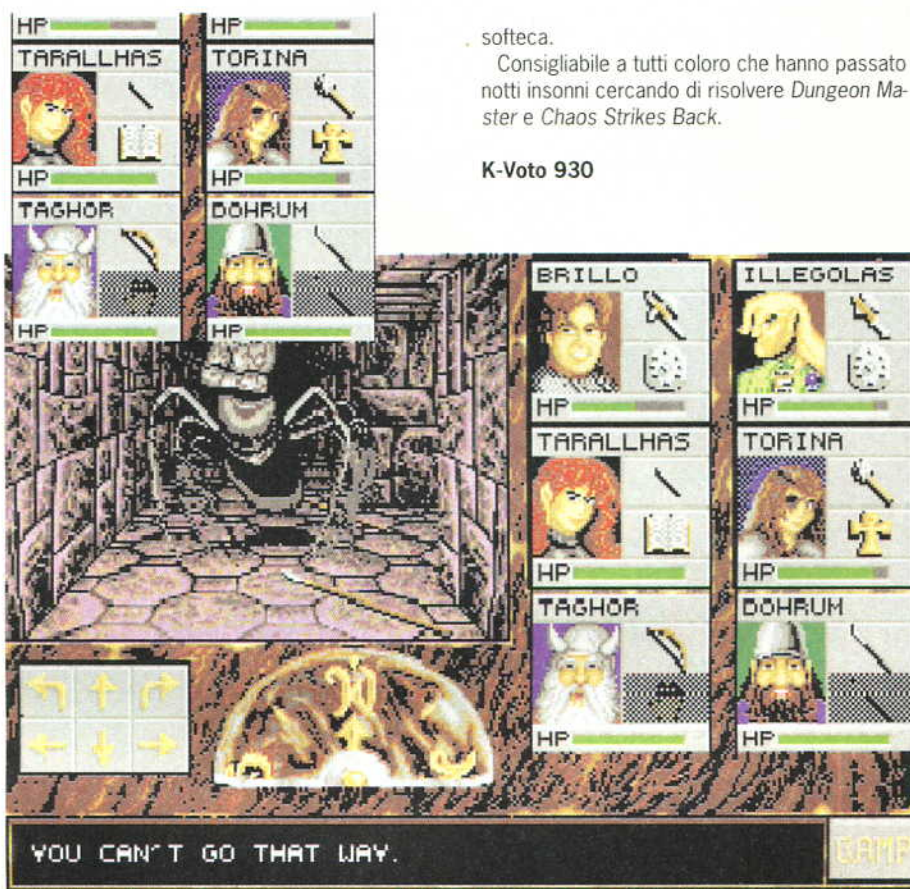 HP
HP
TARALLHAS
TORINA
HP
HP
TAGHOR
DOHRUM
HP
HP
softeca.
Consigliabile a tutti coloro che hanno passato
notti insonni cercando di risolvere Dungeon Ma-
ster e Chaos Strikes Back.
K-Voto 930
BRILLO
ILLEGOLAS
HP
HP
TARALLHAS
TORINA
HP
HP
TAGHOR
DOHRUM
HP
HP
YOU CAN'T GO THAT WAY.
CAMP